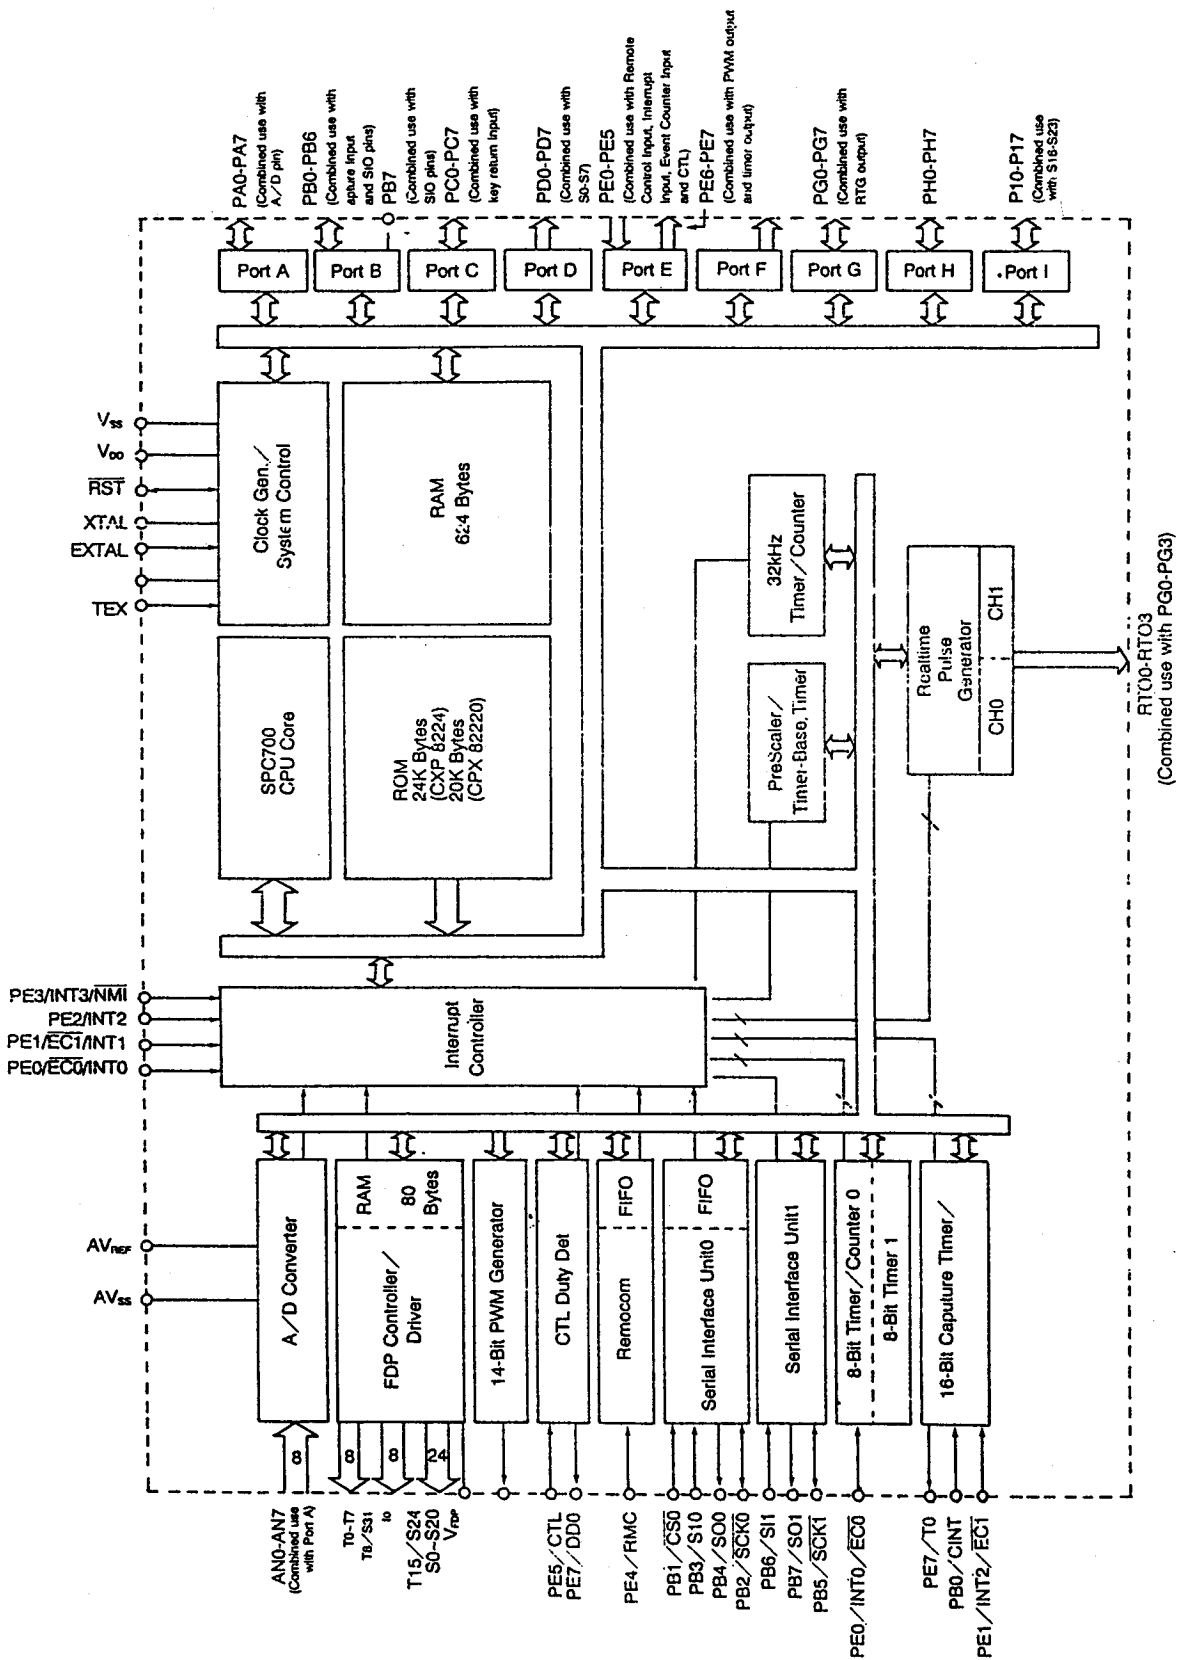 PA0-PA7
(Combined use with
A/D pin)
PB0-PB6
(Combined use with
apture Input
and SIO pins)
PB7
(Combined use with
SIO pins)
PC0-PC7
(Combined use with
key return Input)
PD0-PD7
(Combined use with
S0-S7)
PE0-PE5
(Combined use with Remote
Control Input, Interrupt
Input, Event Counter Input
and CTL)
PE6-PE7
(Combined use with PWM output
and timer output)
PG0-PG7
(Combined use with
RTG output)
PH0-PH7
P10-P17
(Combined use
with S16-S23)
Port A
Port B
Port C
Port D
Port E
Port F
Port G
Port H
Port I
VSS
VDD
RST
XTAL
EXTAL
TEX
Clock Gen./
System Control
RAM
624 Bytes
SPC700
CPU Core
ROM
24K Bytes
(CXP 8224)
20K Bytes
(CPX 82220)
32kHz
Timer/Counter
PreScaler/
Timer-Base, Timer
Realtime
Pulse
Generator
CH0
CH1
RTO0-RTO3
(Combined use with PG0-PG3)
PE3/INT3/NMI
PE2/INT2
PE1/EC1/INT1
PE0/EC0/INT0
Interrupt
Controller
AVREF
AVSS
A/D Converter
RAM
80
Bytes
FDP Controller/
Driver
14-Bit PWM Generator
CTL Duty Det
Remocom
FIFO
Serial Interface Unit0
FIFO
Serial Interface Unit1
8-Bit Timer/Counter 0
8-Bit Timer 1
16-Bit Caputure Timer/
8
8
8
24
AN0-AN7
(Combined use
with Port A)
T0-T7
T8/S31
to
T15/S24
S0~S20
VFDP
PE5/CTL
PE7/DD0
PE4/RMC
PB1/CS0
PB3/S10
PB4/SO0
PB2/SCK0
PB6/SI1
PB7/SO1
PB5/SCK1
PE0/INT0/EC0
PE7/T0
PB0/CINT
PE1/INT2/EC1